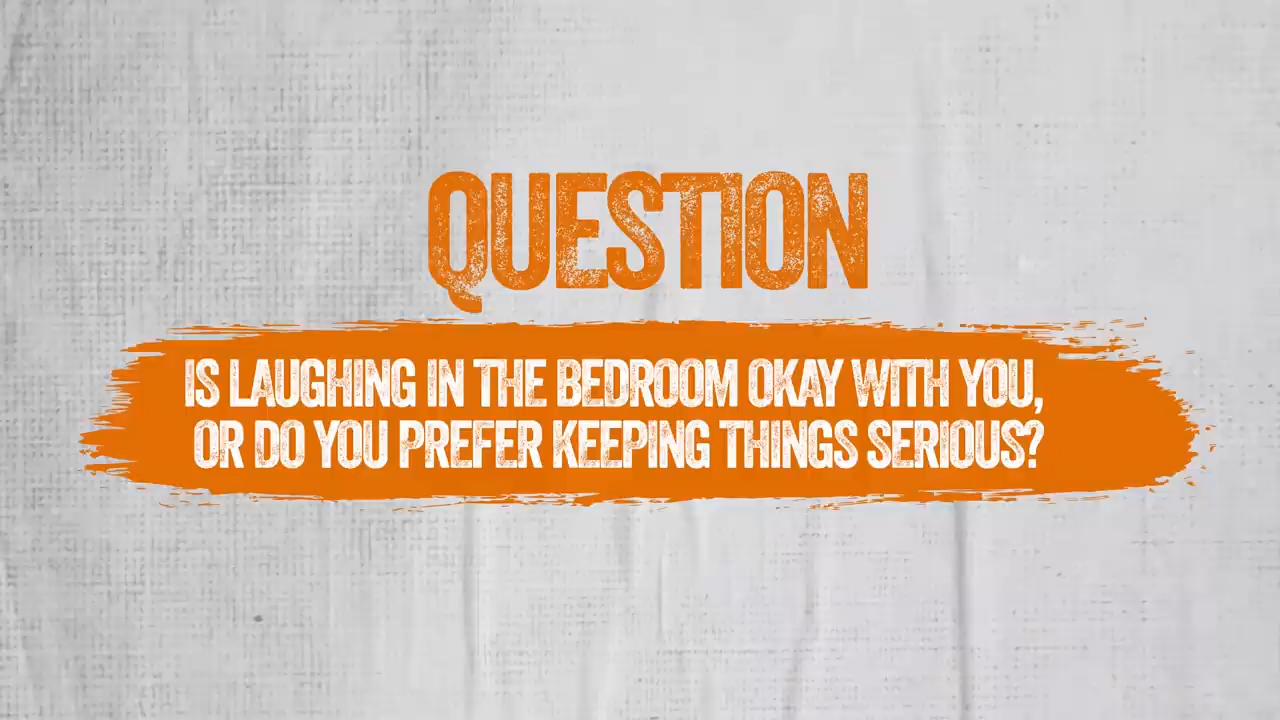 QUESTION
IS LAUGHING IN THE BEDROOM OKAY WITH YOU,
OR DO YOU PREFER KEEPING THINGS SERIOUS?